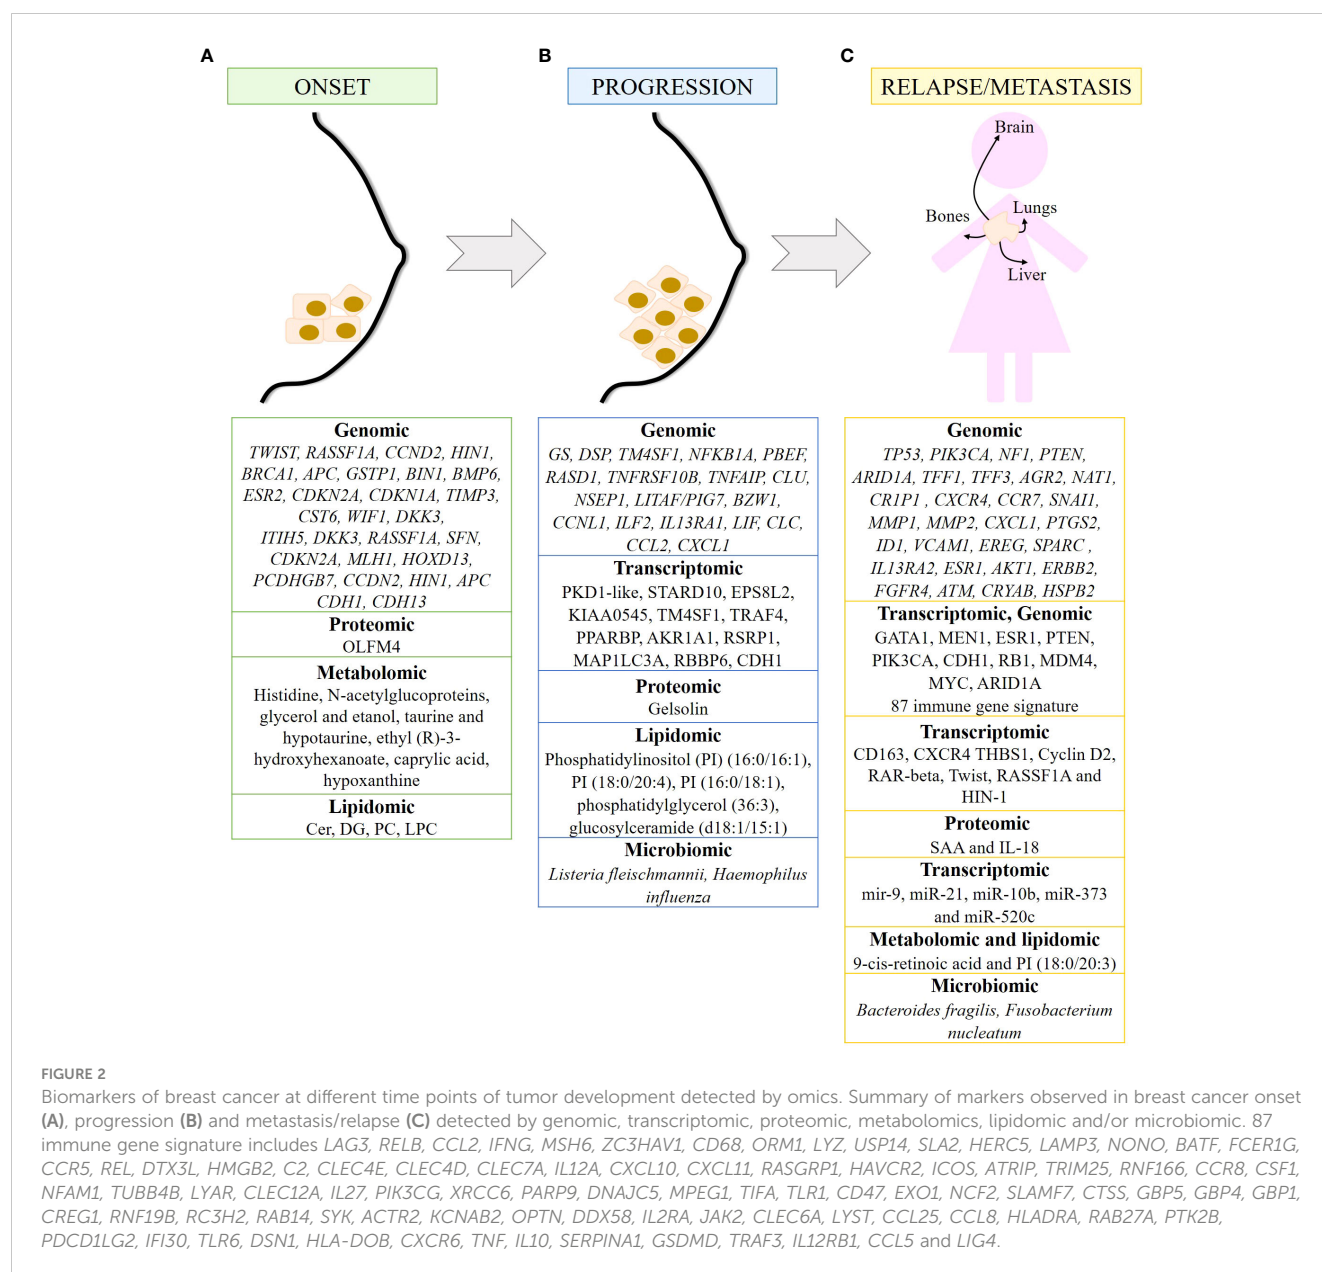 A
ONSET
B
PROGRESSION
C
RELAPSE/METASTASIS
Brain
Bones
Lungs
Liver
Genomic
TWIST, RASSF1A, CCND2, HIN1,
BRCA1, APC, GSTP1, BIN1, BMP6,
ESR2, CDKN2A, CDKN1A, TIMP3,
CST6, WIF1, DKK3,
ITIH5, DKK3, RASSF1A, SFN,
CDKN2A, MLH1, HOXD13,
PCDHGB7, CCDN2, HIN1, APC
CDH1, CDH13
Proteomic
OLFM4
Metabolomic
Histidine, N-acetylglucoproteins,
glycerol and etanol, taurine and
hypotaurine, ethyl (R)-3-
hydroxyhexanoate, caprylic acid,
hypoxanthine
Lipidomic
Cer, DG, PC, LPC
Genomic
GS, DSP, TM4SF1, NFKB1A, PBEF,
RASD1, TNFRSF10B, TNFAIP, CLU,
NSEP1, LITAF/PIG7, BZW1,
CCNL1, ILF2, IL13RA1, LIF, CLC,
CCL2, CXCL1
Transcriptomic
PKD1-like, STARD10, EPS8L2,
KIAA0545, TM4SF1, TRAF4,
PPARBP, AKR1A1, RSRP1,
MAP1LC3A, RBBP6, CDH1
Proteomic
Gelsolin
Lipidomic
Phosphatidylinositol (PI) (16:0/16:1),
PI (18:0/20:4), PI (16:0/18:1),
phosphatidylglycerol (36:3),
glucosylceramide (d18:1/15:1)
Microbiomic
Listeria fleischmannii, Haemophilus
influenza
Genomic
TP53, PIK3CA, NF1, PTEN,
ARID1A, TFF1, TFF3, AGR2, NAT1,
CR1P1 , CXCR4, CCR7, SNAI1,
MMP1, MMP2, CXCL1, PTGS2,
ID1, VCAM1, EREG, SPARC ,
IL13RA2, ESR1, AKT1, ERBB2,
FGFR4, ATM, CRYAB, HSPB2
Transcriptomic, Genomic
GATA1, MEN1, ESR1, PTEN,
PIK3CA, CDH1, RB1, MDM4,
MYC, ARID1A
87 immune gene signature
Transcriptomic
CD163, CXCR4 THBS1, Cyclin D2,
RAR-beta, Twist, RASSF1A and
HIN-1
Proteomic
SAA and IL-18
Transcriptomic
mir-9, miR-21, miR-10b, miR-373
and miR-520c
Metabolomic and lipidomic
9-cis-retinoic acid and PI (18:0/20:3)
Microbiomic
Bacteroides fragilis, Fusobacterium
nucleatum
FIGURE 2
Biomarkers of breast cancer at different time points of tumor development detected by omics. Summary of markers observed in breast cancer onset
(A), progression (B) and metastasis/relapse (C) detected by genomic, transcriptomic, proteomic, metabolomics, lipidomic and/or microbiomic. 87
immune gene signature includes LAG3, RELB, CCL2, IFNG, MSH6, ZC3HAV1, CD68, ORM1, LYZ, USP14, SLA2, HERC5, LAMP3, NONO, BATF, FCER1G,
CCR5, REL, DTX3L, HMGB2, C2, CLEC4E, CLEC4D, CLEC7A, IL12A, CXCL10, CXCL11, RASGRP1, HAVCR2, ICOS, ATRIP, TRIM25, RNF166, CCR8, CSF1,
NFAM1, TUBB4B, LYAR, CLEC12A, IL27, PIK3CG, XRCC6, PARP9, DNAJC5, MPEG1, TIFA, TLR1, CD47, EXO1, NCF2, SLAMF7, CTSS, GBP5, GBP4, GBP1,
CREG1, RNF19B, RC3H2, RAB14, SYK, ACTR2, KCNAB2, OPTN, DDX58, IL2RA, JAK2, CLEC6A, LYST, CCL25, CCL8, HLADRA, RAB27A, PTK2B,
PDCD1LG2, IFI30, TLR6, DSN1, HLA-DOB, CXCR6, TNF, IL10, SERPINA1, GSDMD, TRAF3, IL12RB1, CCL5 and LIG4.